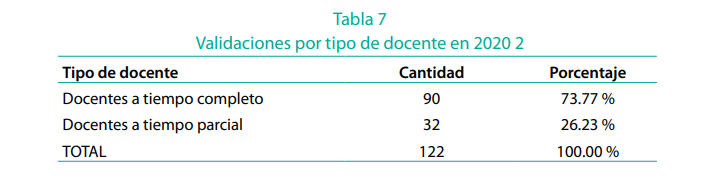 Tabla 7
Validaciones por tipo de docente en 2020 2
Tipo de docente Cantidad Porcentaje
Docentes a tiempo completo 90 73.77 %
Docentes a tiempo parcial 32 26.23 %
TOTAL 122 100.00 %